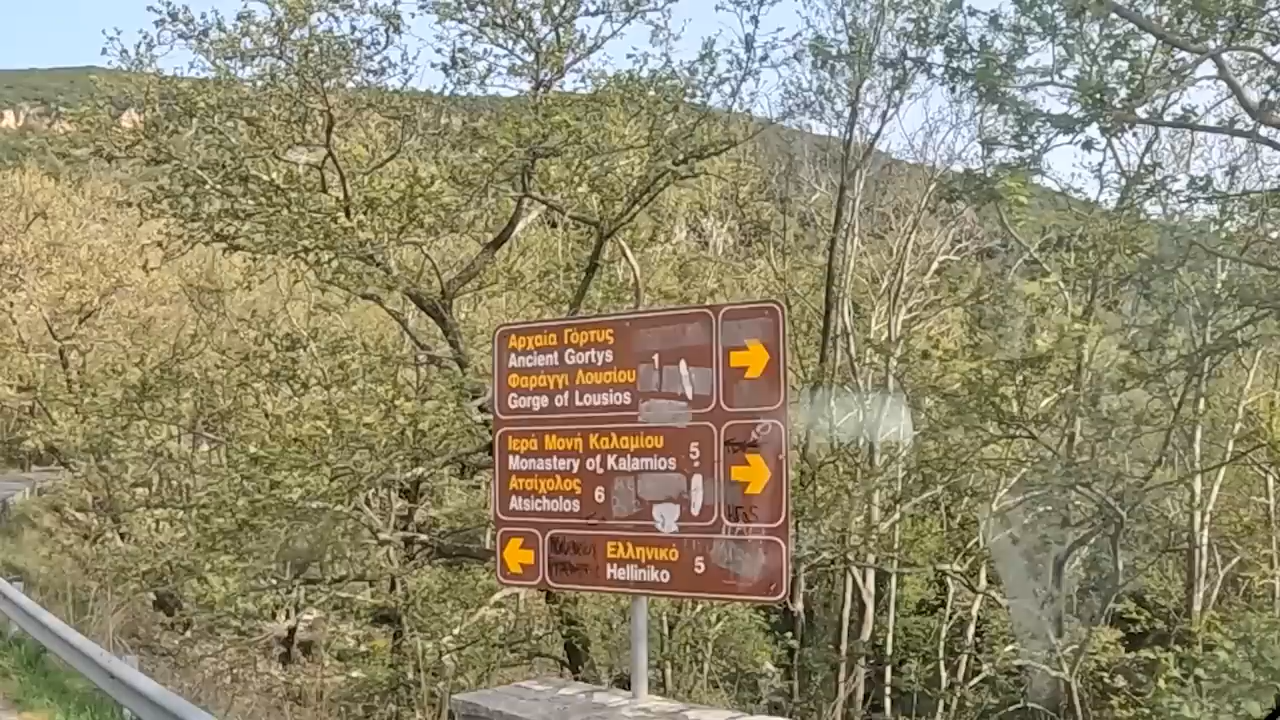 Αρχαία Γόρτυς
Ancient Gortys 1
Φαράγγι Λουσίου
Gorge of Lousios
Ιερά Μονή Καλαμίου 5
Monastery of Kalamios
Ατσίχολος 6
Atsicholos
Ελληνικό 5
Helliniko